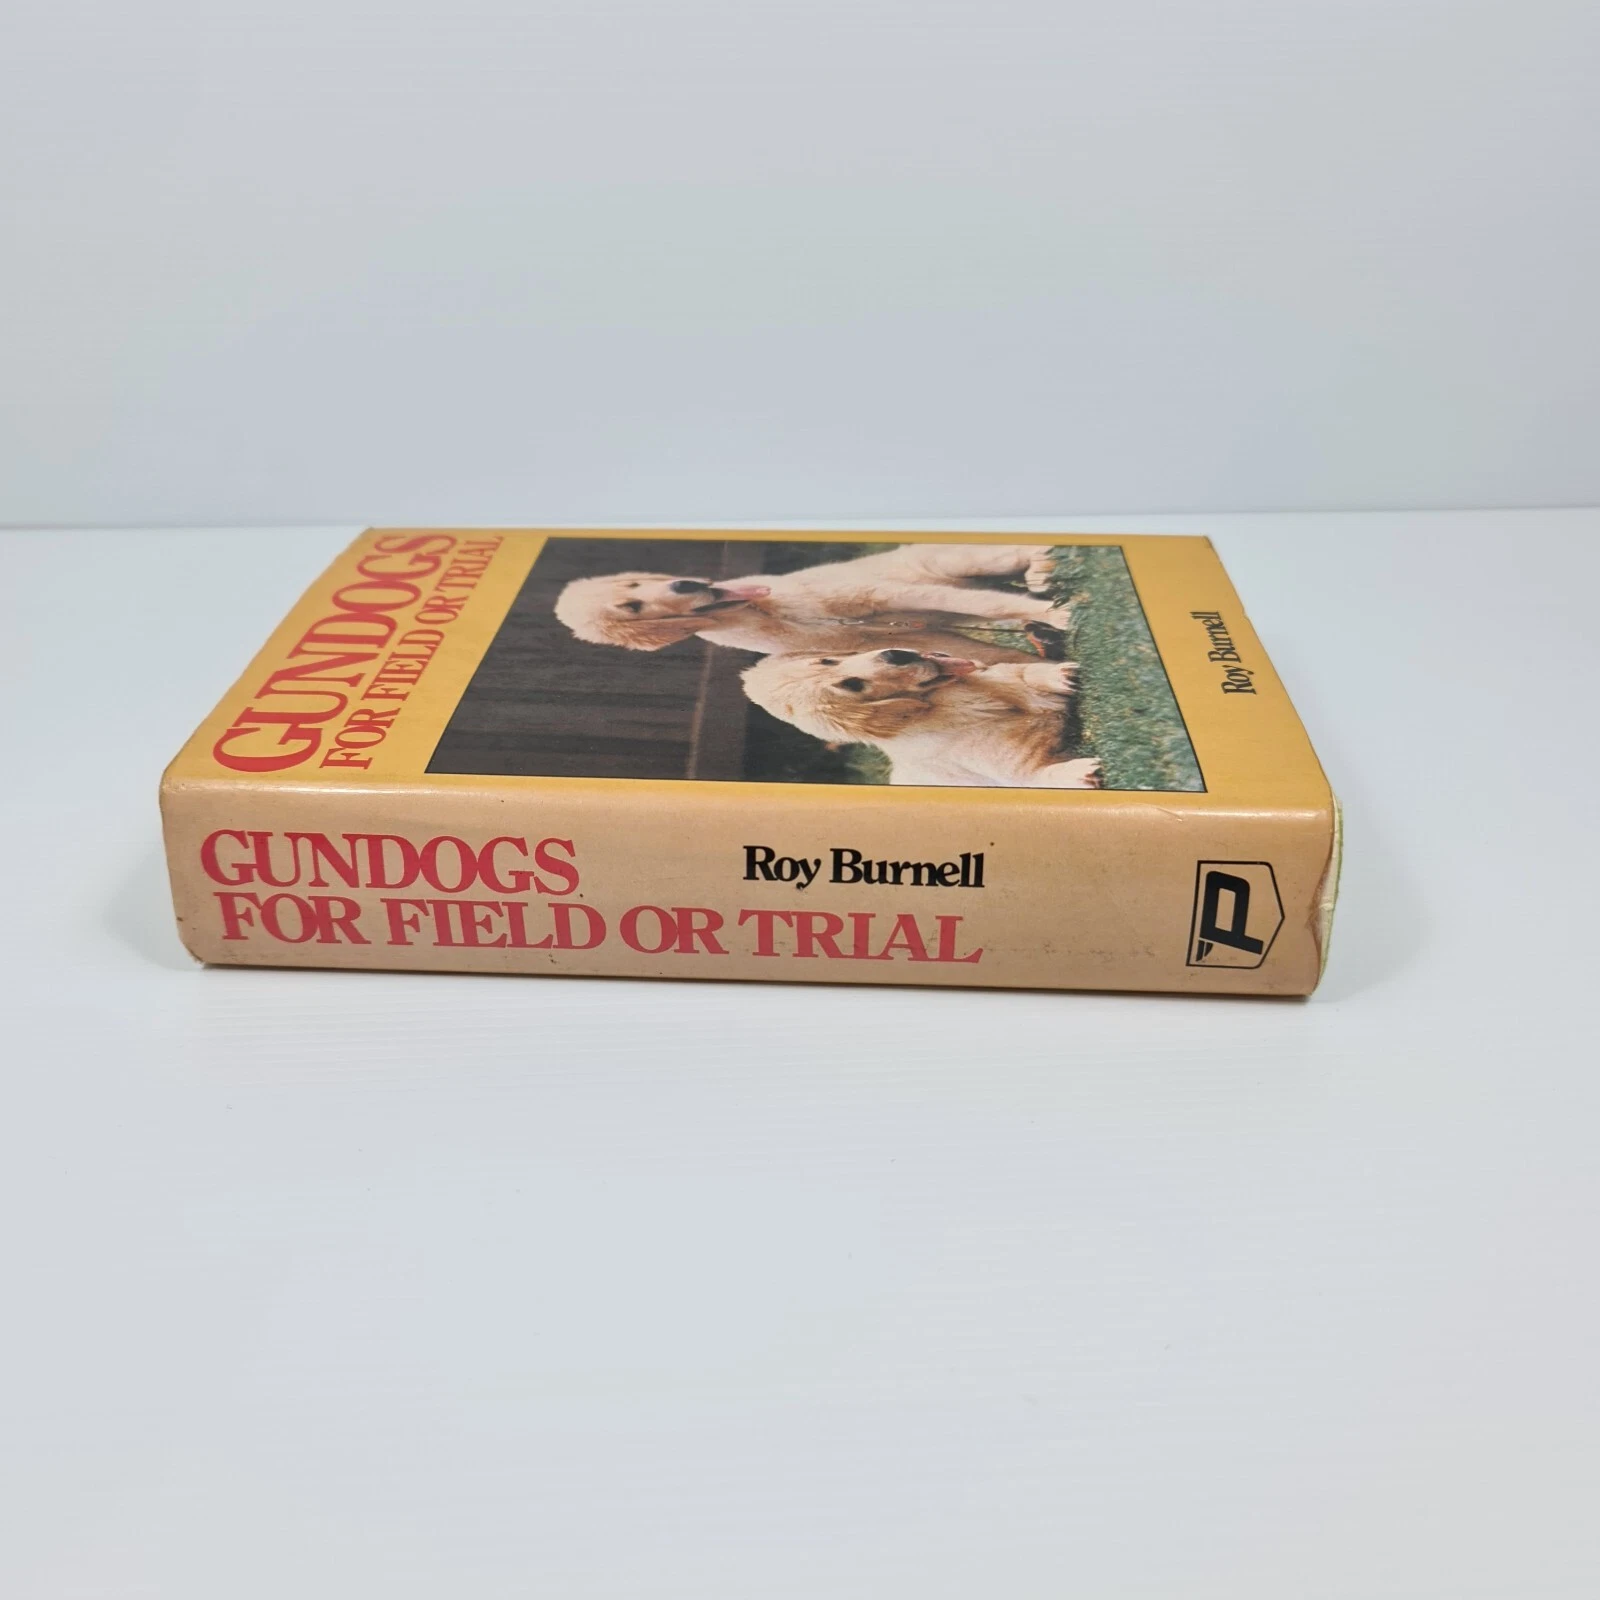 GUNDOGS
FOR FIELD OR TRIAL
Roy Burnell
GUNDOGS
FOR FIELD OR TRIAL
Roy Burnell
P